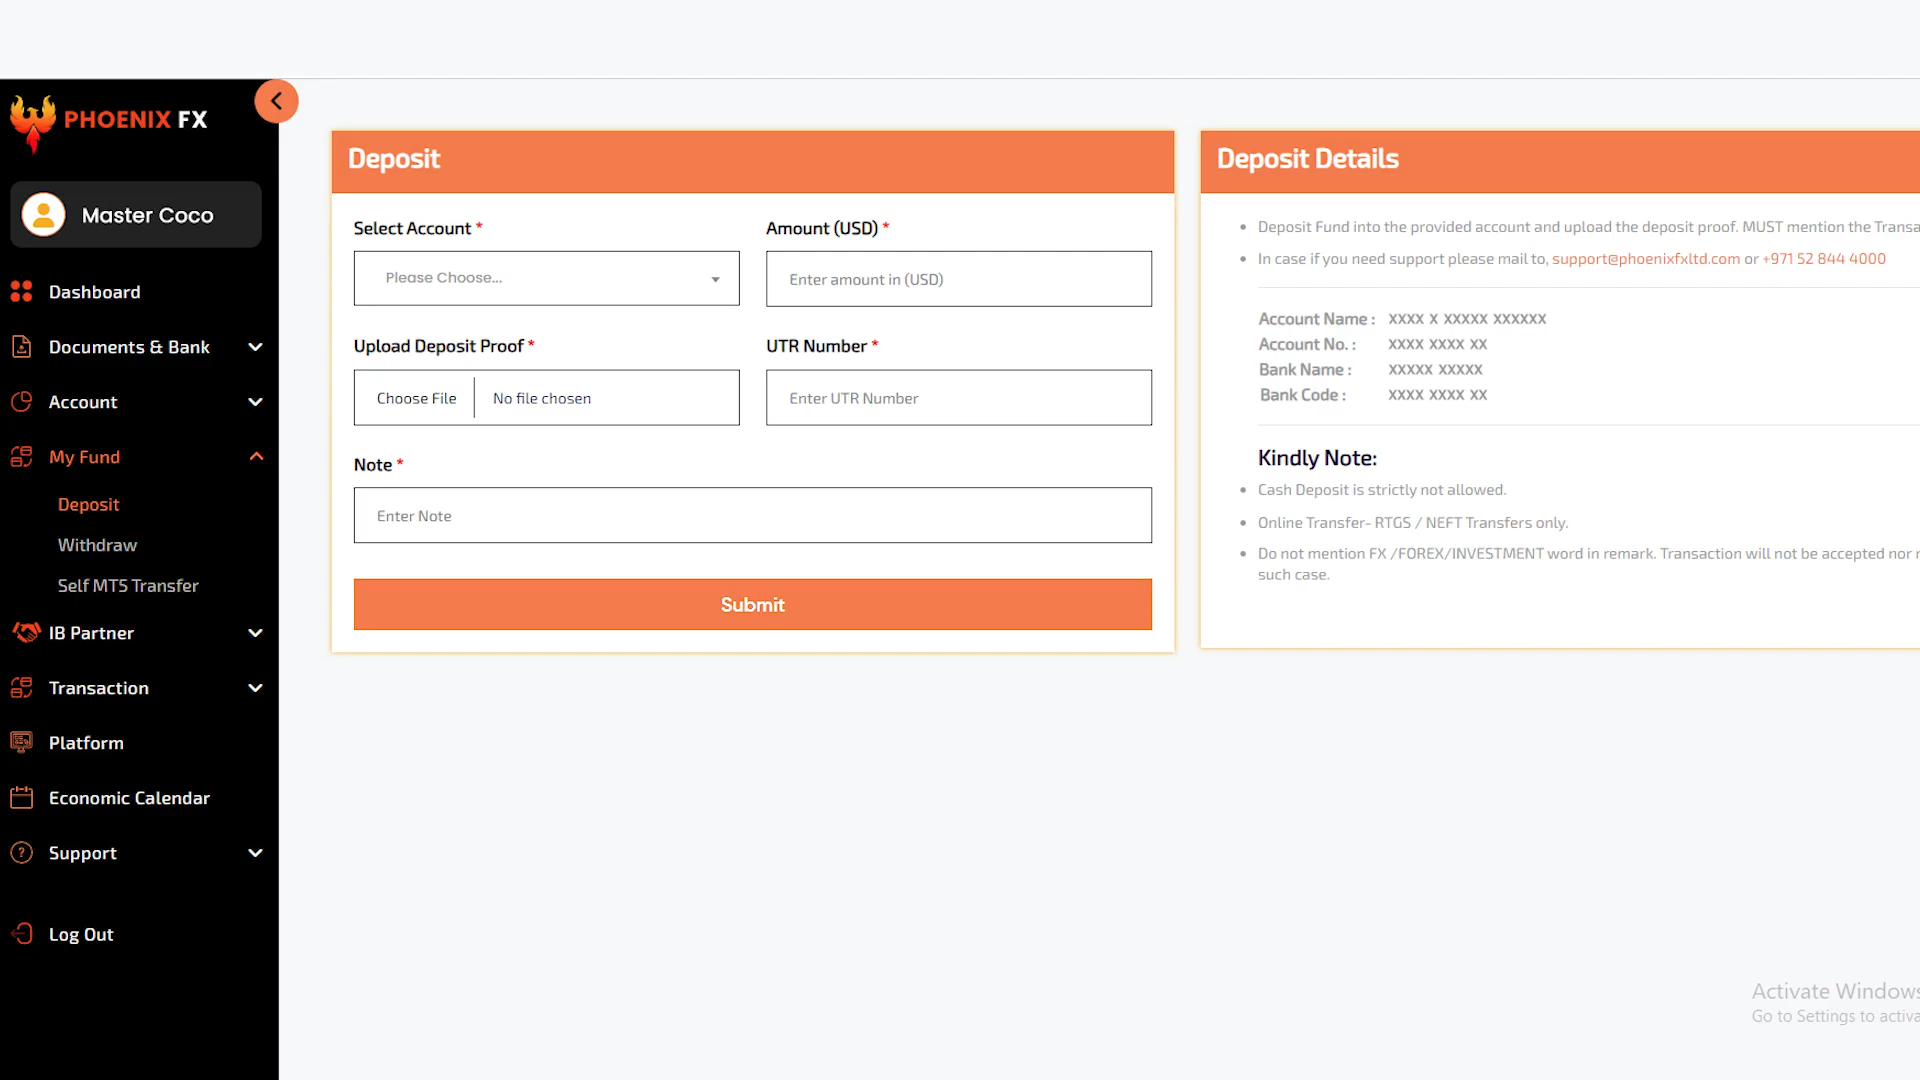 PHOENIX FX
Master Coco
Dashboard
Documents & Bank
Account
My Fund
Deposit
Withdraw
Self MT5 Transfer
IB Partner
Transaction
Platform
Economic Calendar
Support
Log Out
Deposit
Select Account *
Amount (USD) *
Please Choose...
Enter amount in (USD)
Upload Deposit Proof *
UTR Number *
Choose File No file chosen
Enter UTR Number
Note *
Enter Note
Submit
Deposit Details
Deposit Fund into the provided account and upload the deposit proof. MUST mention the
In case if you need support please mail to, support@phoenixfxltd.com or +971 52 844 4000
Account Name : XXXX X XXXXX XXXXXX
Account No. : XXXX XXXX XX
Bank Name : XXXXX XXXXX
Bank Code : XXXX XXXX XX
Kindly Note:
Cash Deposit is strictly not allowed.
Online Transfer- RTGS / NEFT Transfers only.
Do not mention FX /FOREX/INVESTMENT word in remark. Transaction will not be accepted nor
such case.
Activate Windows
Go to Settings to